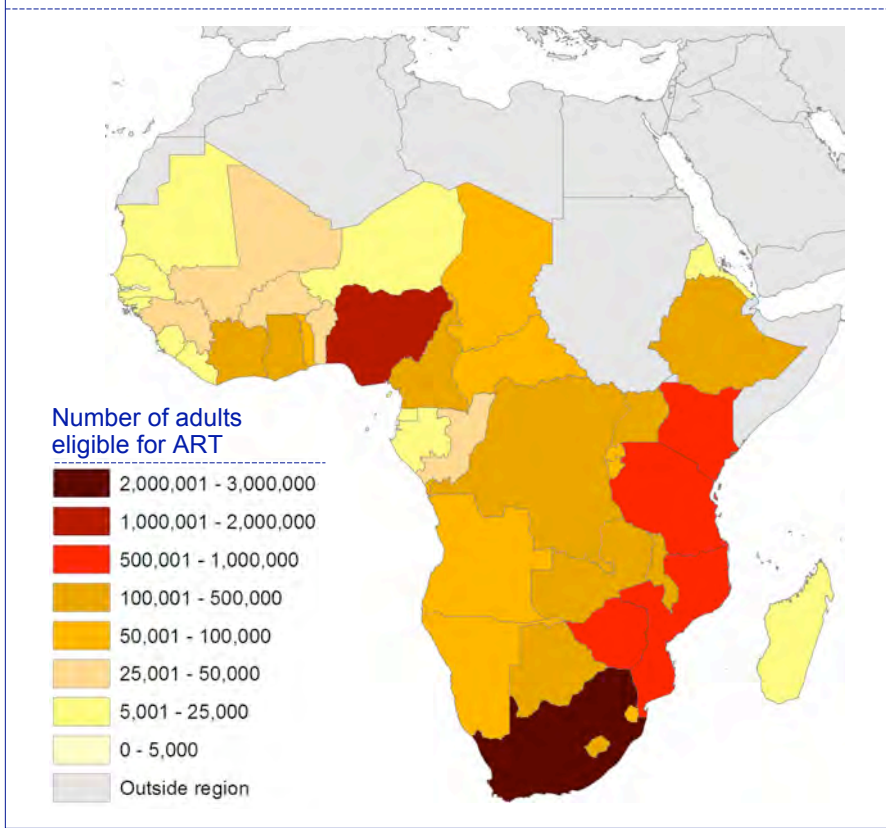 Number of adults
eligible for ART
2,000,001 - 3,000,000
1,000,001 - 2,000,000
500,001 - 1,000,000
100,001 - 500,000
50,001 - 100,000
25,001 - 50,000
5,001 - 25,000
0 - 5,000
Outside region